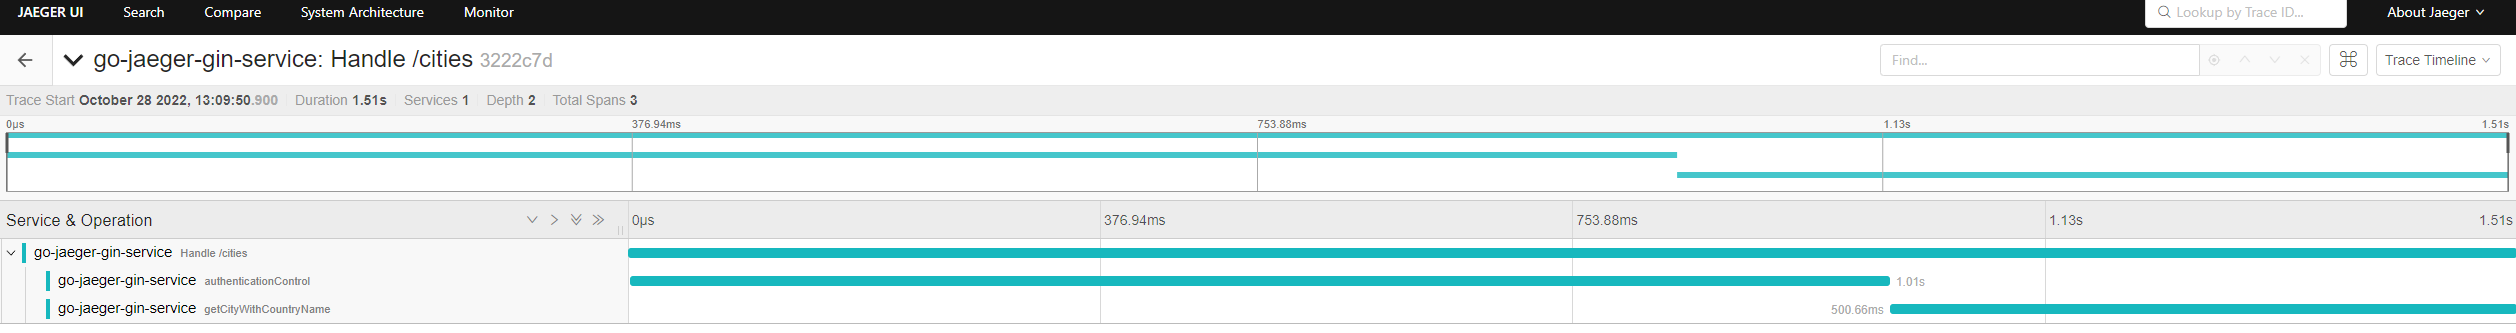 JAEGER UI Search Compare System Architecture Monitor Lookup by Trace ID... About Jaeger
go-jaeger-gin-service: Handle /cities 3222c7d Find... Trace Timeline
Trace Start October 28 2022, 13:09:50.900 Duration 1.51s Services 1 Depth 2 Total Spans 3
0μs 376.94ms 753.88ms 1.13s 1.51s
Service & Operation 0μs 376.94ms 753.88ms 1.13s 1.51s
go-jaeger-gin-service Handle /cities
go-jaeger-gin-service authenticationControl 1.01s
go-jaeger-gin-service getCityWithCountryName 500.66ms